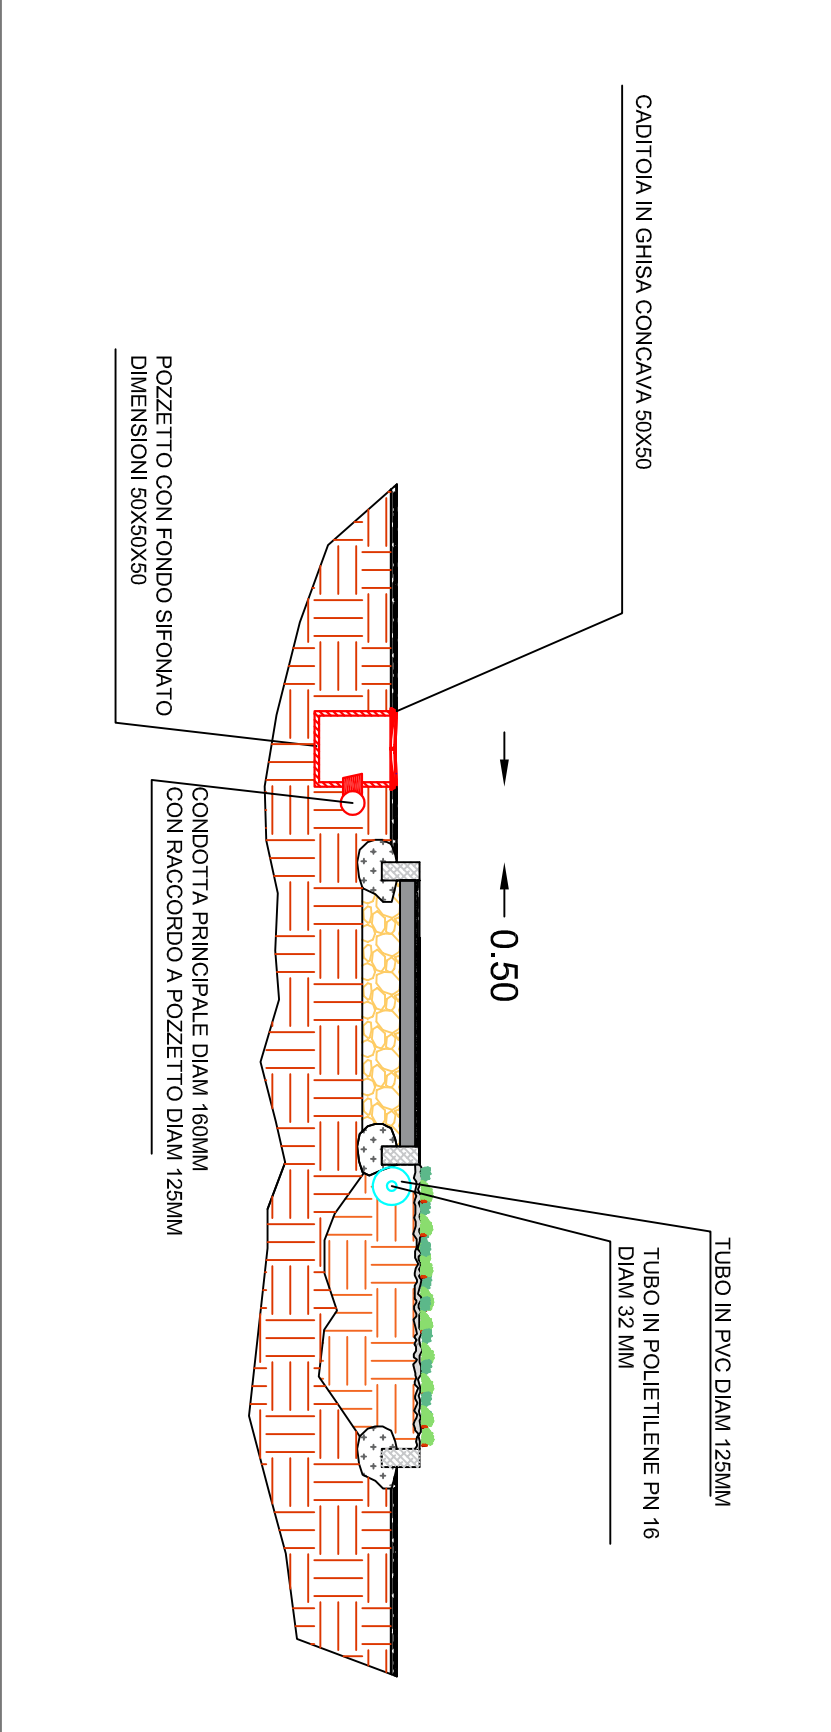 CADITOIA IN GHISA CONCAVA 50X50
POZZETTO CON FONDO SIFONATO
DIMENSIONI 50X50X50
0.50
CONDOTTA PRINCIPALE DIAM 160MM
CON RACCORDO A POZZETTO DIAM 125MM
TUBO IN PVC DIAM 125MM
TUBO IN POLIETILENE PN 16
DIAM 32 MM